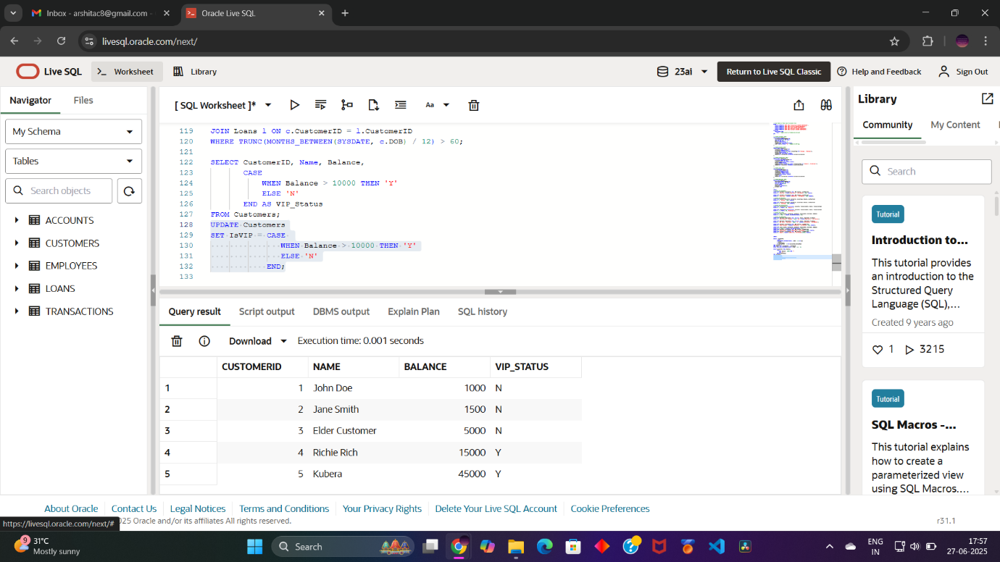 Inbox - arshitac8@gmail.com -
Oracle Live SQL
livesql.oracle.com/next/
Live SQL
Worksheet
Library
23ai
Return to Live SQL Classic
Help and Feedback
Sign Out
Navigator
Files
My Schema
Tables
Search objects
ACCOUNTS
CUSTOMERS
EMPLOYEES
LOANS
TRANSACTIONS
[ SQL Worksheet ]*
Aa
119 JOIN Loans l ON c.CustomerID = l.CustomerID
120 WHERE TRUNC(MONTHS_BETWEEN(SYSDATE, c.DOB) / 12) > 60;
121
122 SELECT CustomerID, Name, Balance,
123 CASE
124 WHEN Balance > 10000 THEN 'Y'
125 ELSE 'N'
126 END AS VIP_Status
127 FROM Customers;
128 UPDATE Customers
129 SET IsVIP = CASE
130 WHEN Balance > 10000 THEN 'Y'
131 ELSE 'N'
132 END;
133
Query result
Script output
DBMS output
Explain Plan
SQL history
Download
Execution time: 0.001 seconds
CUSTOMERID NAME BALANCE VIP_STATUS
1 1 John Doe 1000 N
2 2 Jane Smith 1500 N
3 3 Elder Customer 5000 N
4 4 Richie Rich 15000 Y
5 5 Kubera 45000 Y
Library
Community
My Content
Search
Tutorial
Introduction to...
This tutorial provides
an introduction to the
Structured Query
Language (SQL),...
Created 9 years ago
1 3215
Tutorial
SQL Macros -...
This tutorial explains
how to create a
parameterized view
using SQL Macros....
About Oracle
Contact Us
Legal Notices
Terms and Conditions
Your Privacy Rights
Delete Your Live SQL Account
Cookie Preferences
https://livesql.oracle.com/next/#
025 Oracle and/or its affiliates All rights reserved.
r31.1
9
31°C
Mostly sunny
Search
ENG
IN
17:57
27-06-2025